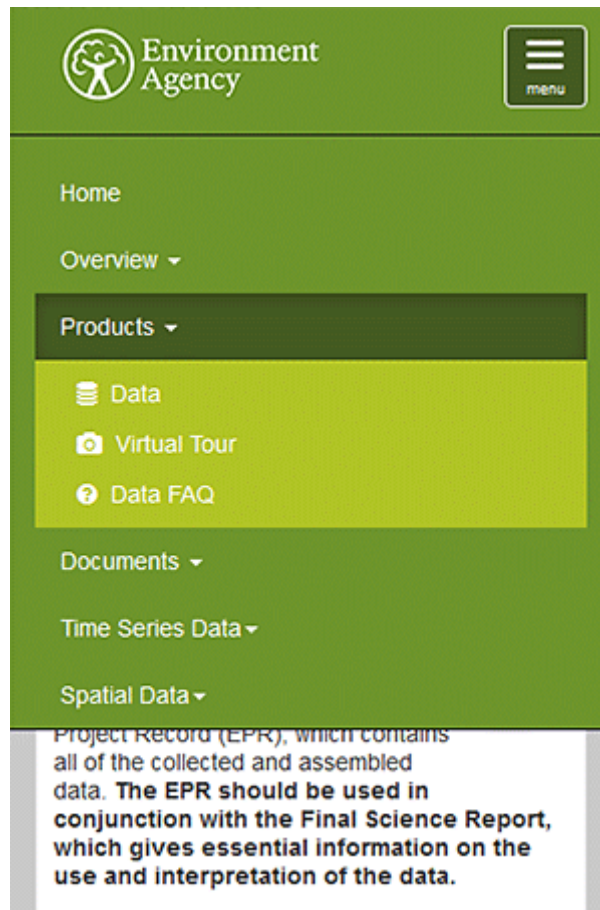 Environment
Agency
menu
Home
Overview
Products
Data
Virtual Tour
Data FAQ
Documents
Time Series Data
Spatial Data
Project Record (EPR), which contains
all of the collected and assembled
data. The EPR should be used in
conjunction with the Final Science Report,
which gives essential information on the
use and interpretation of the data.